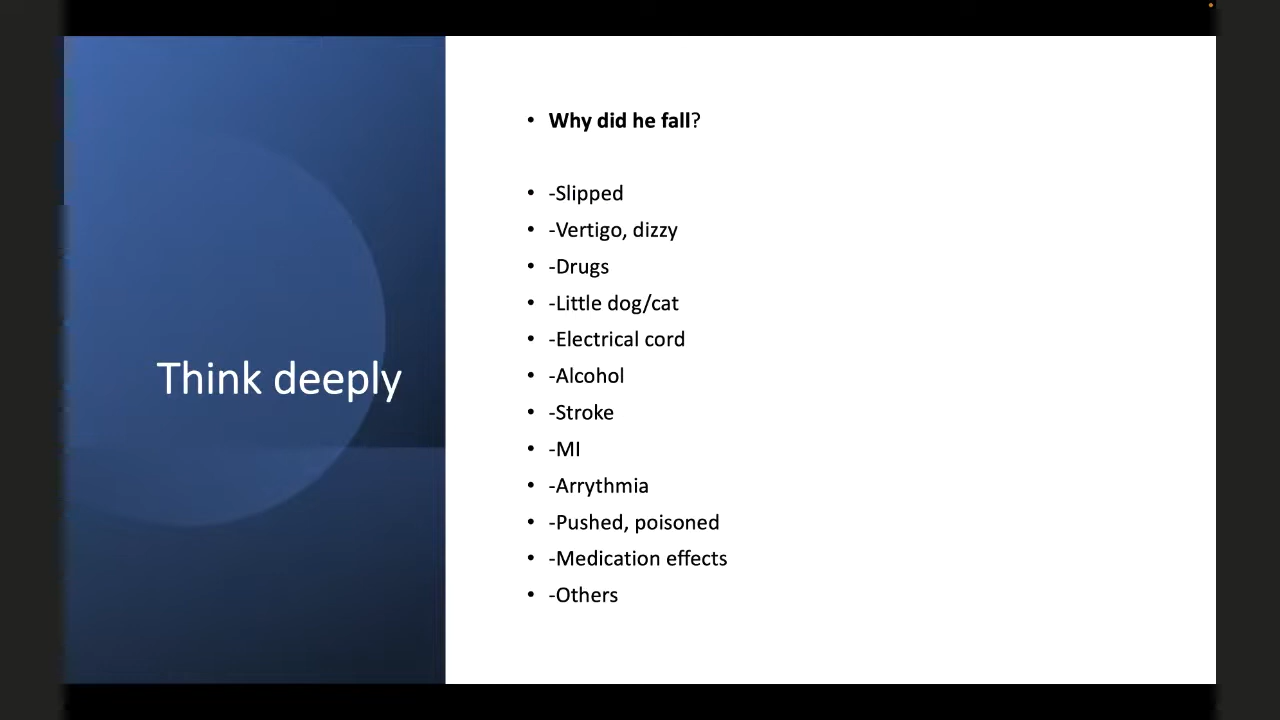 Think deeply
• Why did he fall?
• -Slipped
• -Vertigo, dizzy
• -Drugs
• -Little dog/cat
• -Electrical cord
• -Alcohol
• -Stroke
• -MI
• -Arrythmia
• -Pushed, poisoned
• -Medication effects
• -Others